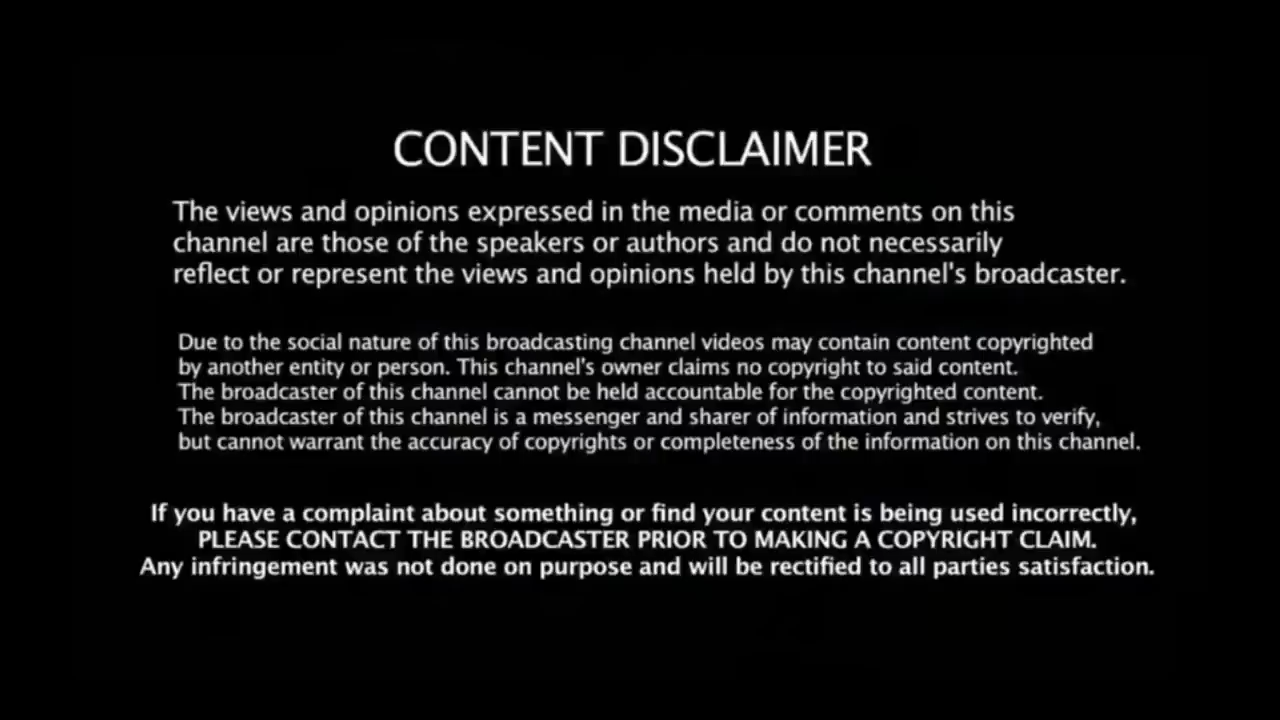 CONTENT DISCLAIMER
The views and opinions expressed in the media or comments on this
channel are those of the speakers or authors and do not necessarily
reflect or represent the views and opinions held by this channel's broadcaster.
Due to the social nature of this broadcasting channel videos may contain content copyrighted
by another entity or person. This channel's owner claims no copyright to said content.
The broadcaster of this channel cannot be held accountable for the copyrighted content.
The broadcaster of this channel is a messenger and sharer of information and strives to verify,
but cannot warrant the accuracy of copyrights or completeness of the information on this channel.
If you have a complaint about something or find your content is being used incorrectly,
PLEASE CONTACT THE BROADCASTER PRIOR TO MAKING A COPYRIGHT CLAIM.
Any infringement was not done on purpose and will be rectified to all parties satisfaction.